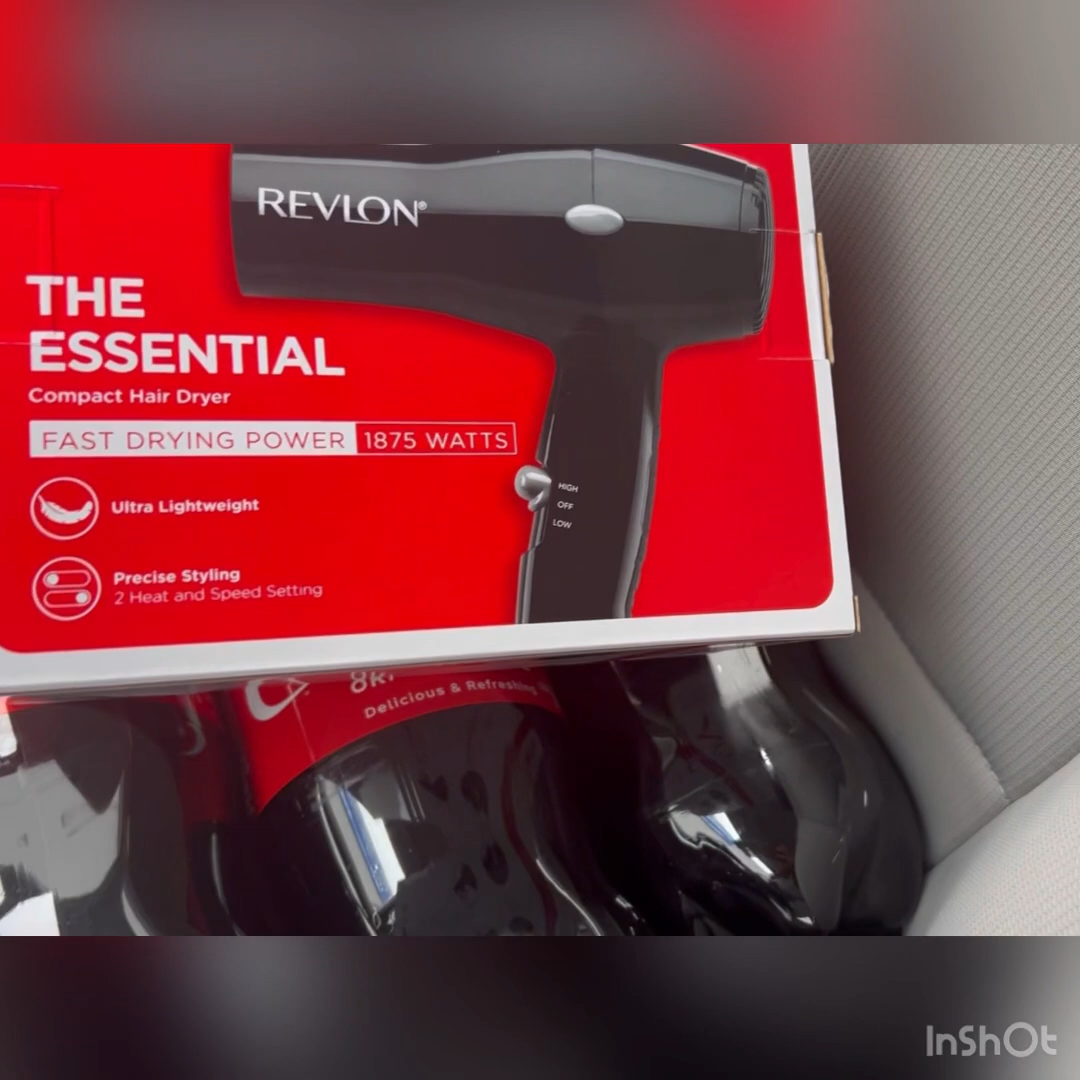 REVLON®
THE
ESSENTIAL
Compact Hair Dryer
FAST DRYING POWER 1875 WATTS
HIGH
OFF
LOW
Ultra Lightweight
Precise Styling
2 Heat and Speed Setting
Delicious & Refreshing
InShOt